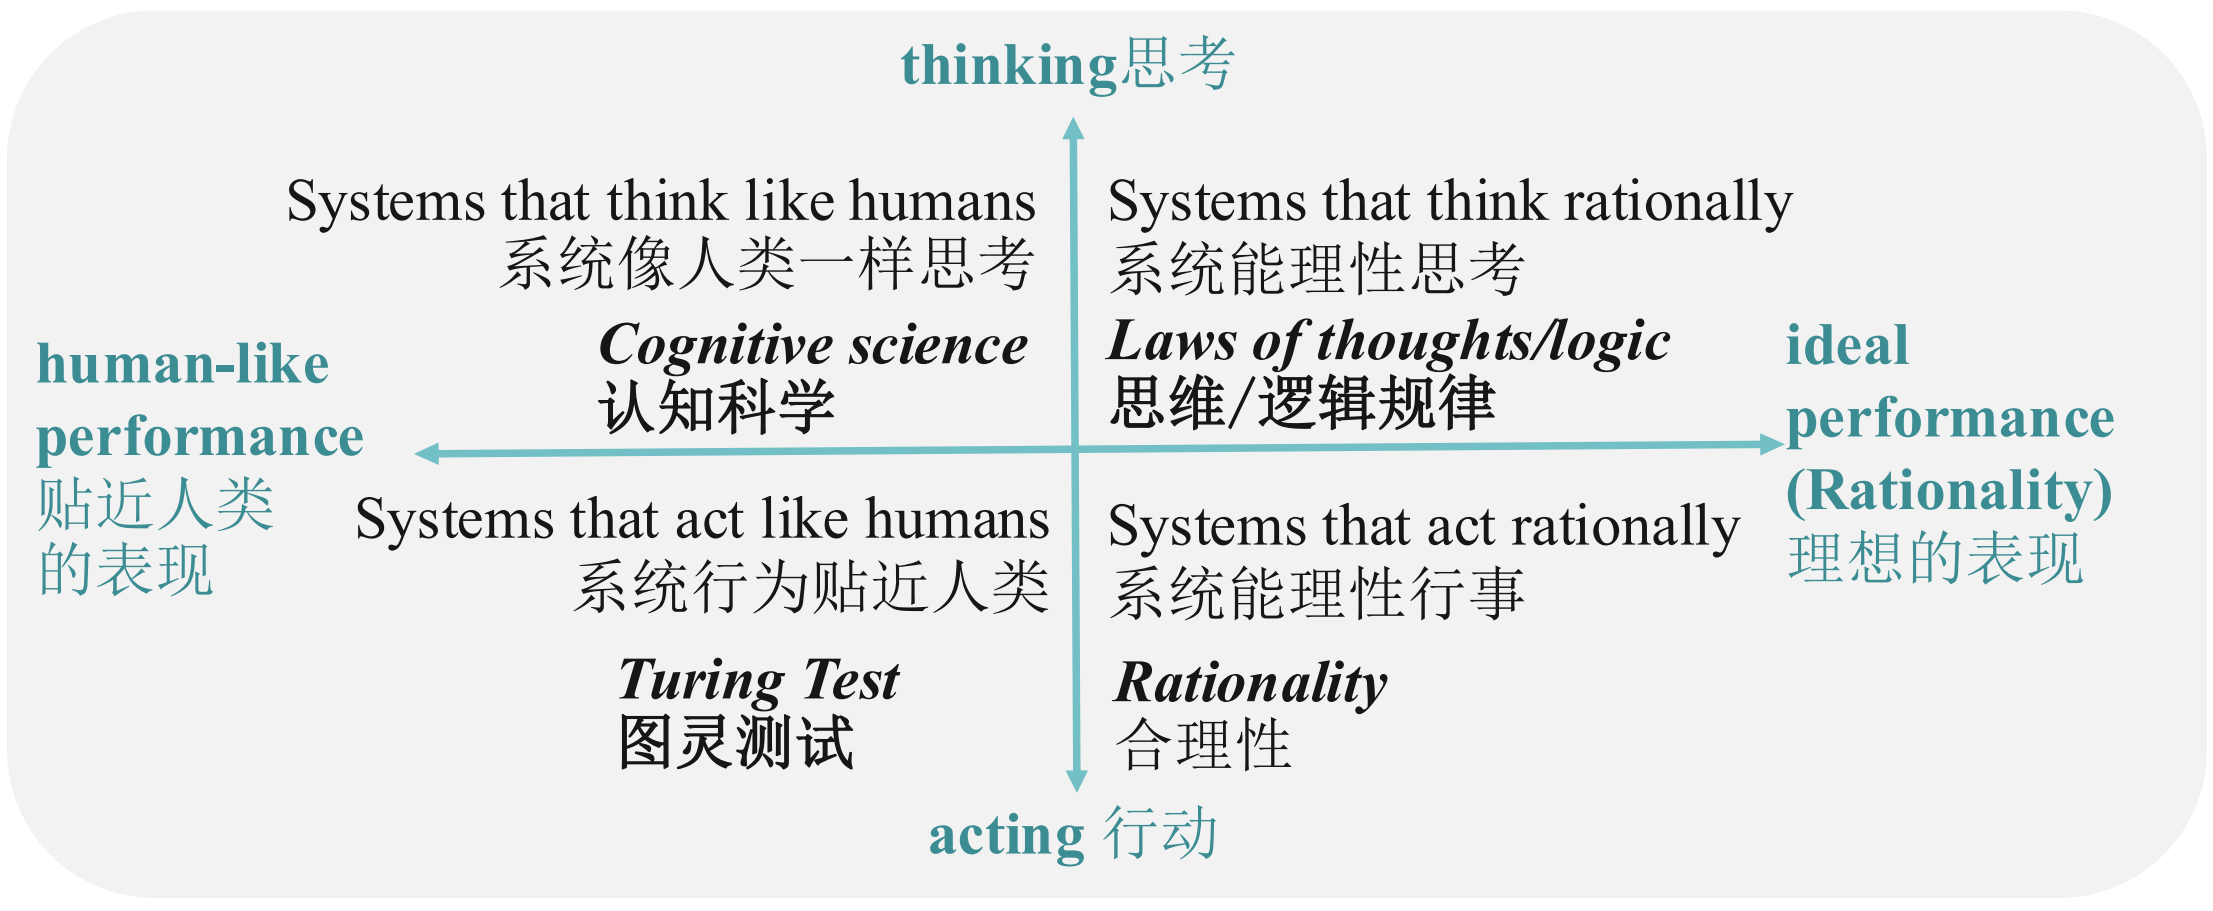 thinking思考
Systems that think like humans
系统像人类一样思考
Cognitive science
认知科学
Systems that think rationally
系统能理性思考
Laws of thoughts/logic
思维/逻辑规律
human-like
performance
贴近人类
的表现
ideal
performance
(Rationality)
理想的表现
Systems that act like humans
系统行为贴近人类
Turing Test
图灵测试
Systems that act rationally
系统能理性行事
Rationality
合理性
acting 行动